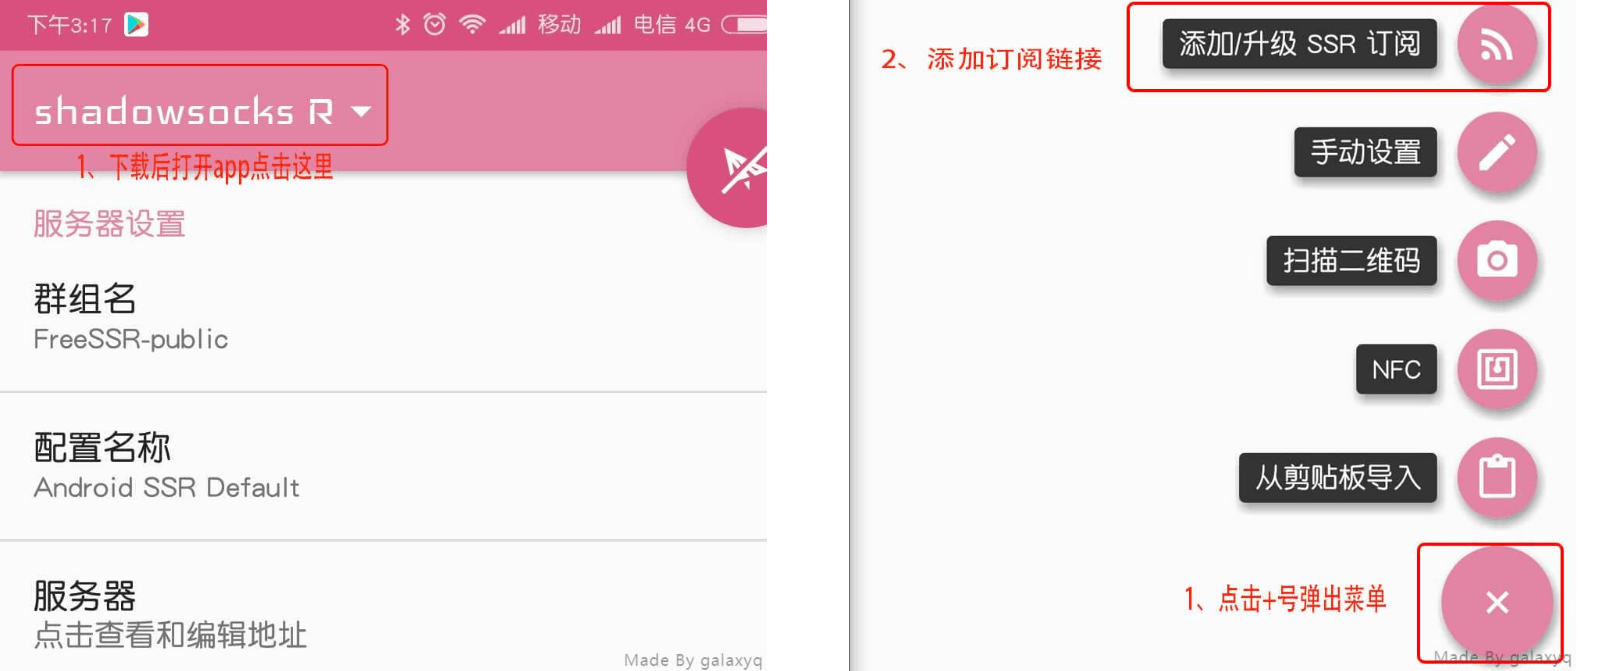 下午3:17
移动
电信 4G
shadowsocks R
1、下载后打开app点击这里
服务器设置
群组名
FreeSSR-public
配置名称
Android SSR Default
服务器
点击查看和编辑地址
Made By galaxyq
2、添加订阅链接
添加/升级 SSR 订阅
手动设置
扫描二维码
NFC
从剪贴板导入
1、点击+号弹出菜单
Made By galaxyq